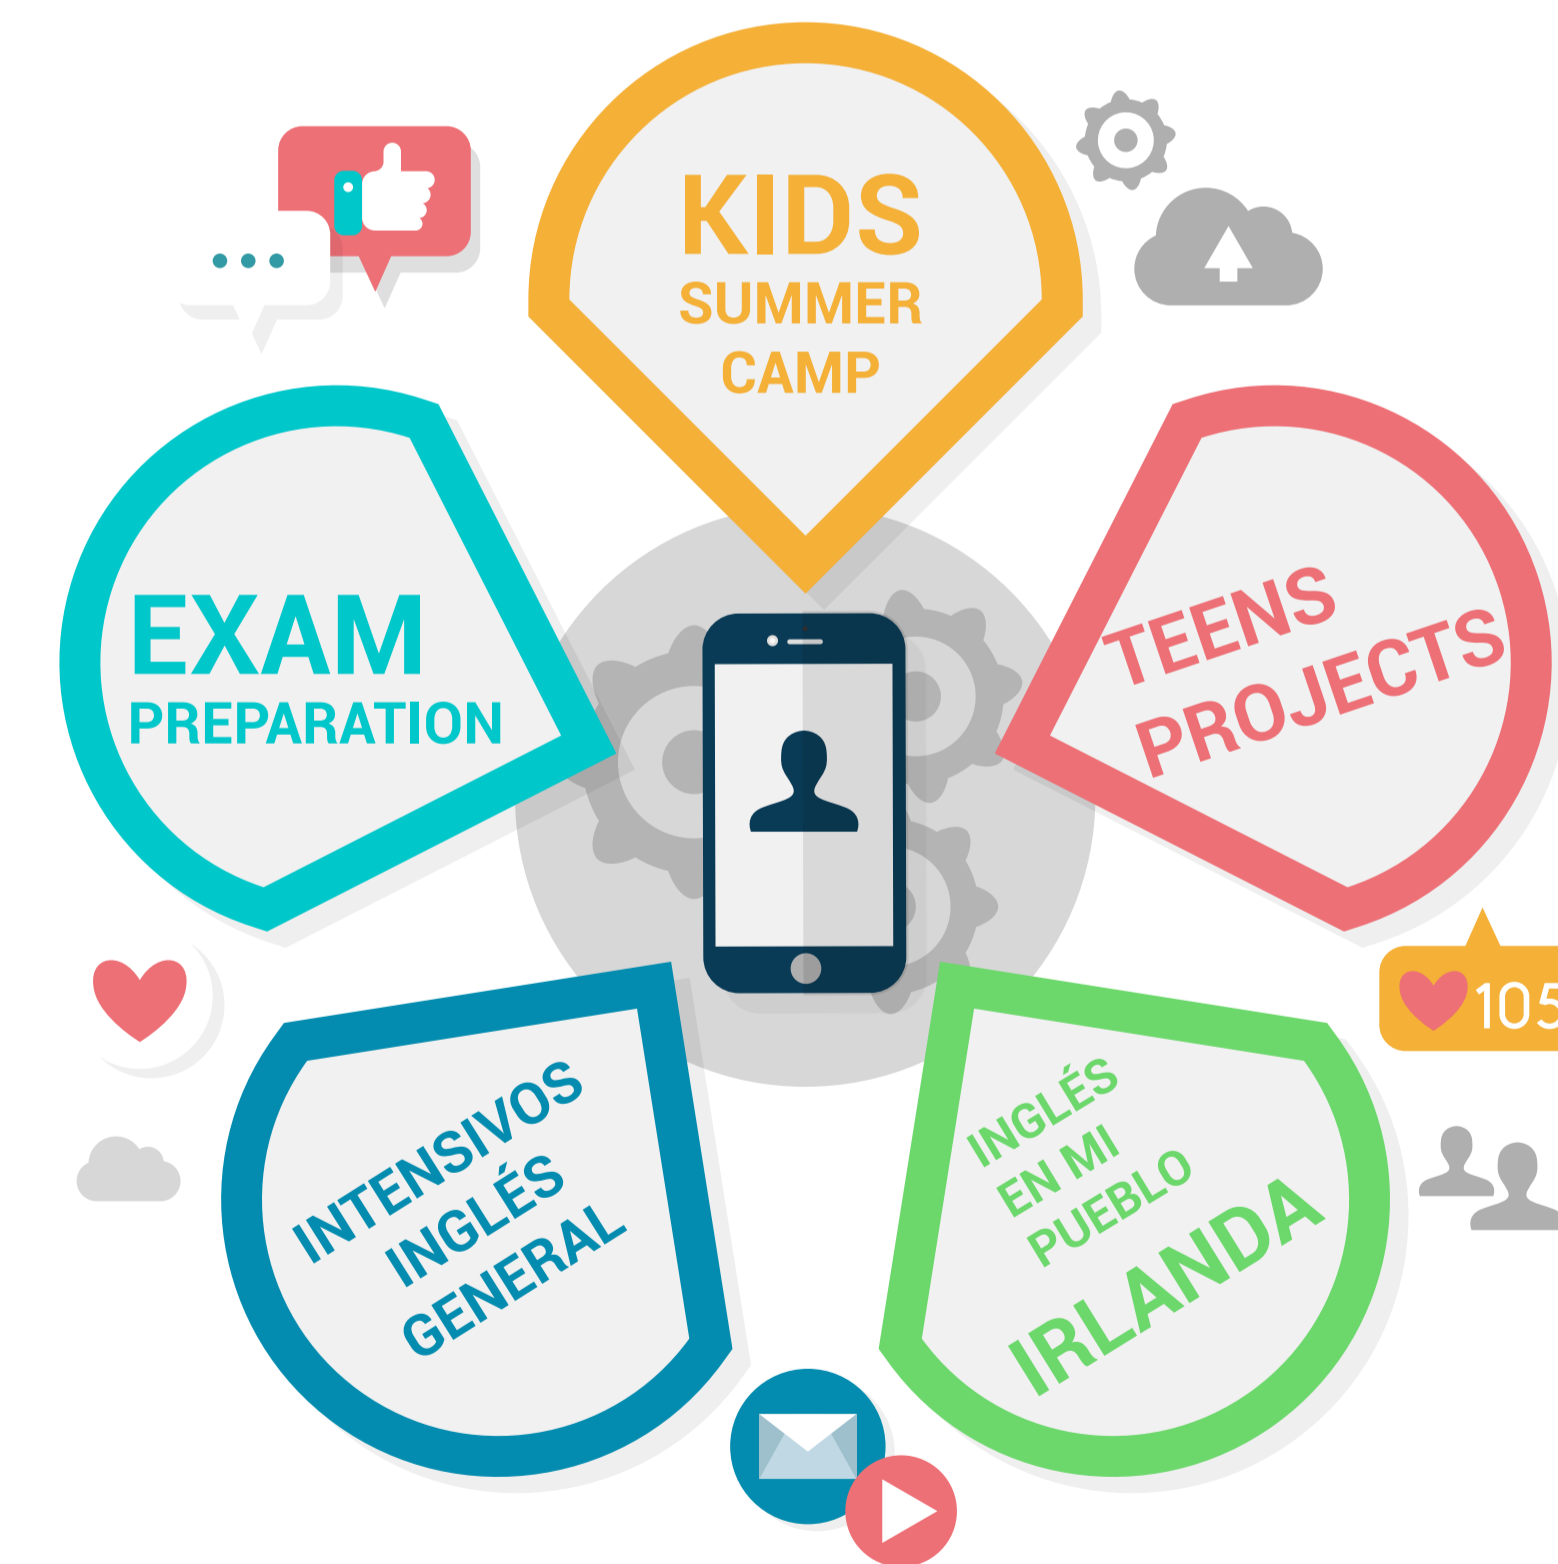 KIDS
SUMMER
CAMP
EXAM
PREPARATION
TEENS
PROJECTS
105
INTENSIVOS
INGLÉS
GENERAL
INGLÉS
EN MI
PUEBLO
IRLANDA